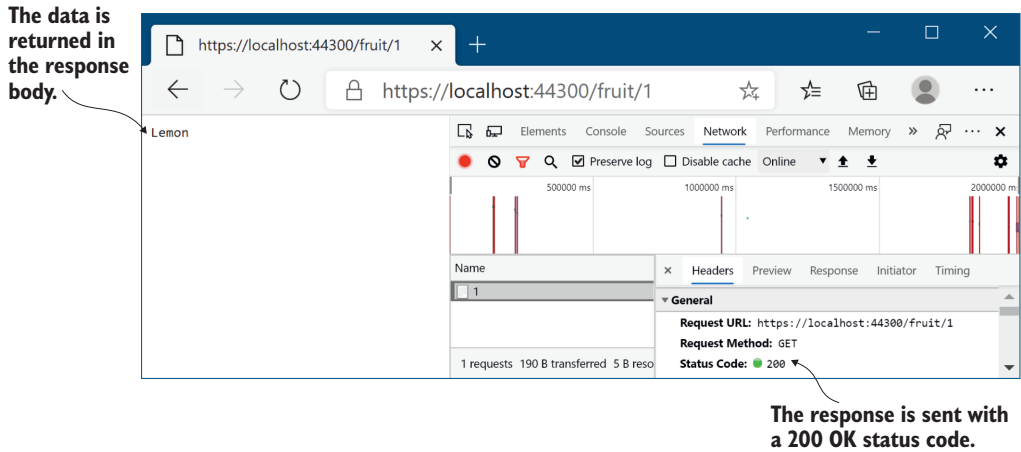 The data is
returned in
the response
body.
https://localhost:44300/fruit/1
https://localhost:44300/fruit/1
Lemon
Elements Console Sources Network Performance Memory »
Preserve log Disable cache Online
500000 ms 1000000 ms 1500000 ms 2000000 m
Name
1
× Headers Preview Response Initiator Timing
General
Request URL: https://localhost:44300/fruit/1
Request Method: GET
Status Code: 200
1 requests 190 B transferred 5 B reso
The response is sent with
a 200 OK status code.